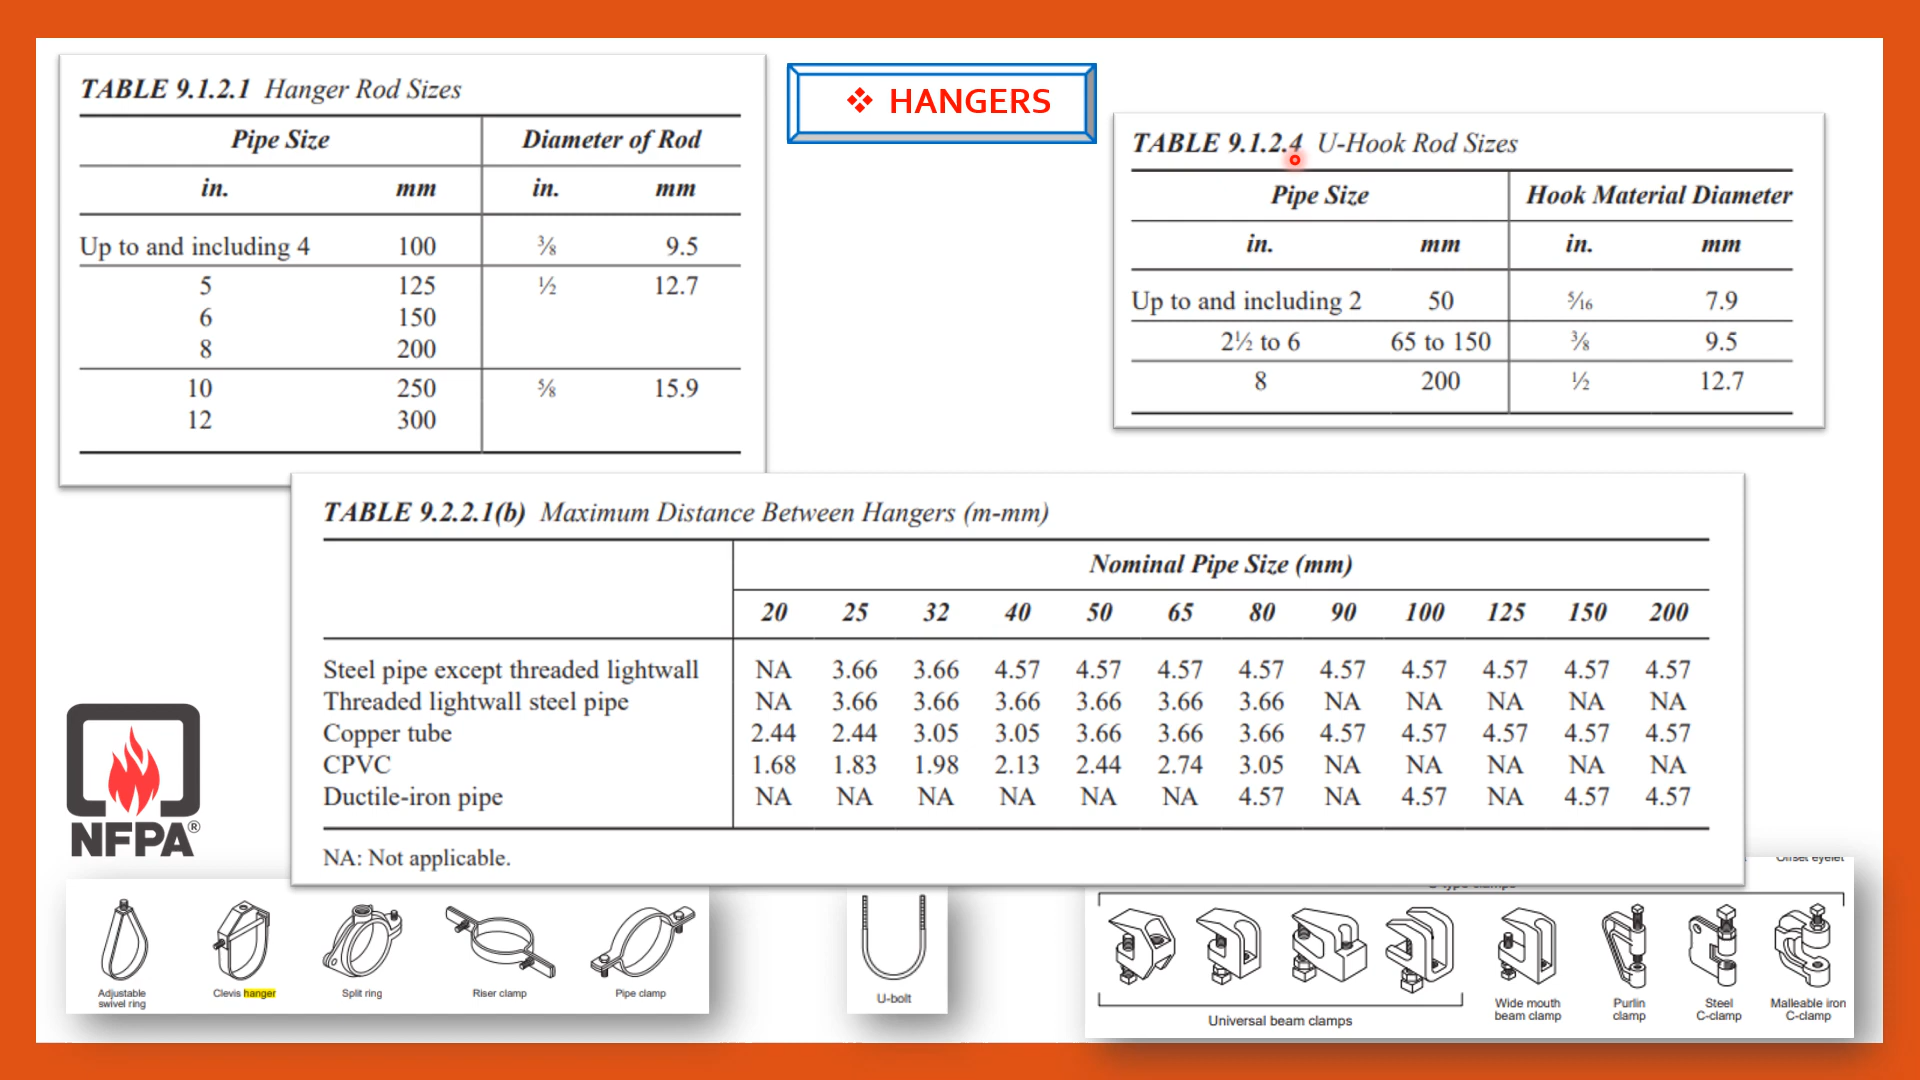 TABLE 9.1.2.1 Hanger Rod Sizes
Pipe Size Diameter of Rod
in. mm in. mm
Up to and including 4 100 ⅜ 9.5
5 125 ½ 12.7
6 150
8 200
10 250 ⅝ 15.9
12 300
❖ HANGERS
TABLE 9.1.2.4 U-Hook Rod Sizes
Pipe Size Hook Material Diameter
in. mm in. mm
Up to and including 2 50 5/16 7.9
2½ to 6 65 to 150 ⅜ 9.5
8 200 ½ 12.7
TABLE 9.2.2.1(b) Maximum Distance Between Hangers (m-mm)
Nominal Pipe Size (mm)
20 25 32 40 50 65 80 90 100 125 150 200
Steel pipe except threaded lightwall NA 3.66 3.66 4.57 4.57 4.57 4.57 4.57 4.57 4.57 4.57 4.57
Threaded lightwall steel pipe NA 3.66 3.66 3.66 3.66 3.66 3.66 NA NA NA NA NA
Copper tube 2.44 2.44 3.05 3.05 3.66 3.66 3.66 4.57 4.57 4.57 4.57 4.57
CPVC 1.68 1.83 1.98 2.13 2.44 2.74 3.05 NA NA NA NA NA
Ductile-iron pipe NA NA NA NA NA NA 4.57 NA 4.57 NA 4.57 4.57
NA: Not applicable.
NFPA®
Offset eyelet
Adjustable
swivel ring
Clevis hanger
Split ring
Riser clamp
Pipe clamp
U-bolt
Universal beam clamps
Wide mouth
beam clamp
Purlin
clamp
Steel
C-clamp
Malleable iron
C-clamp